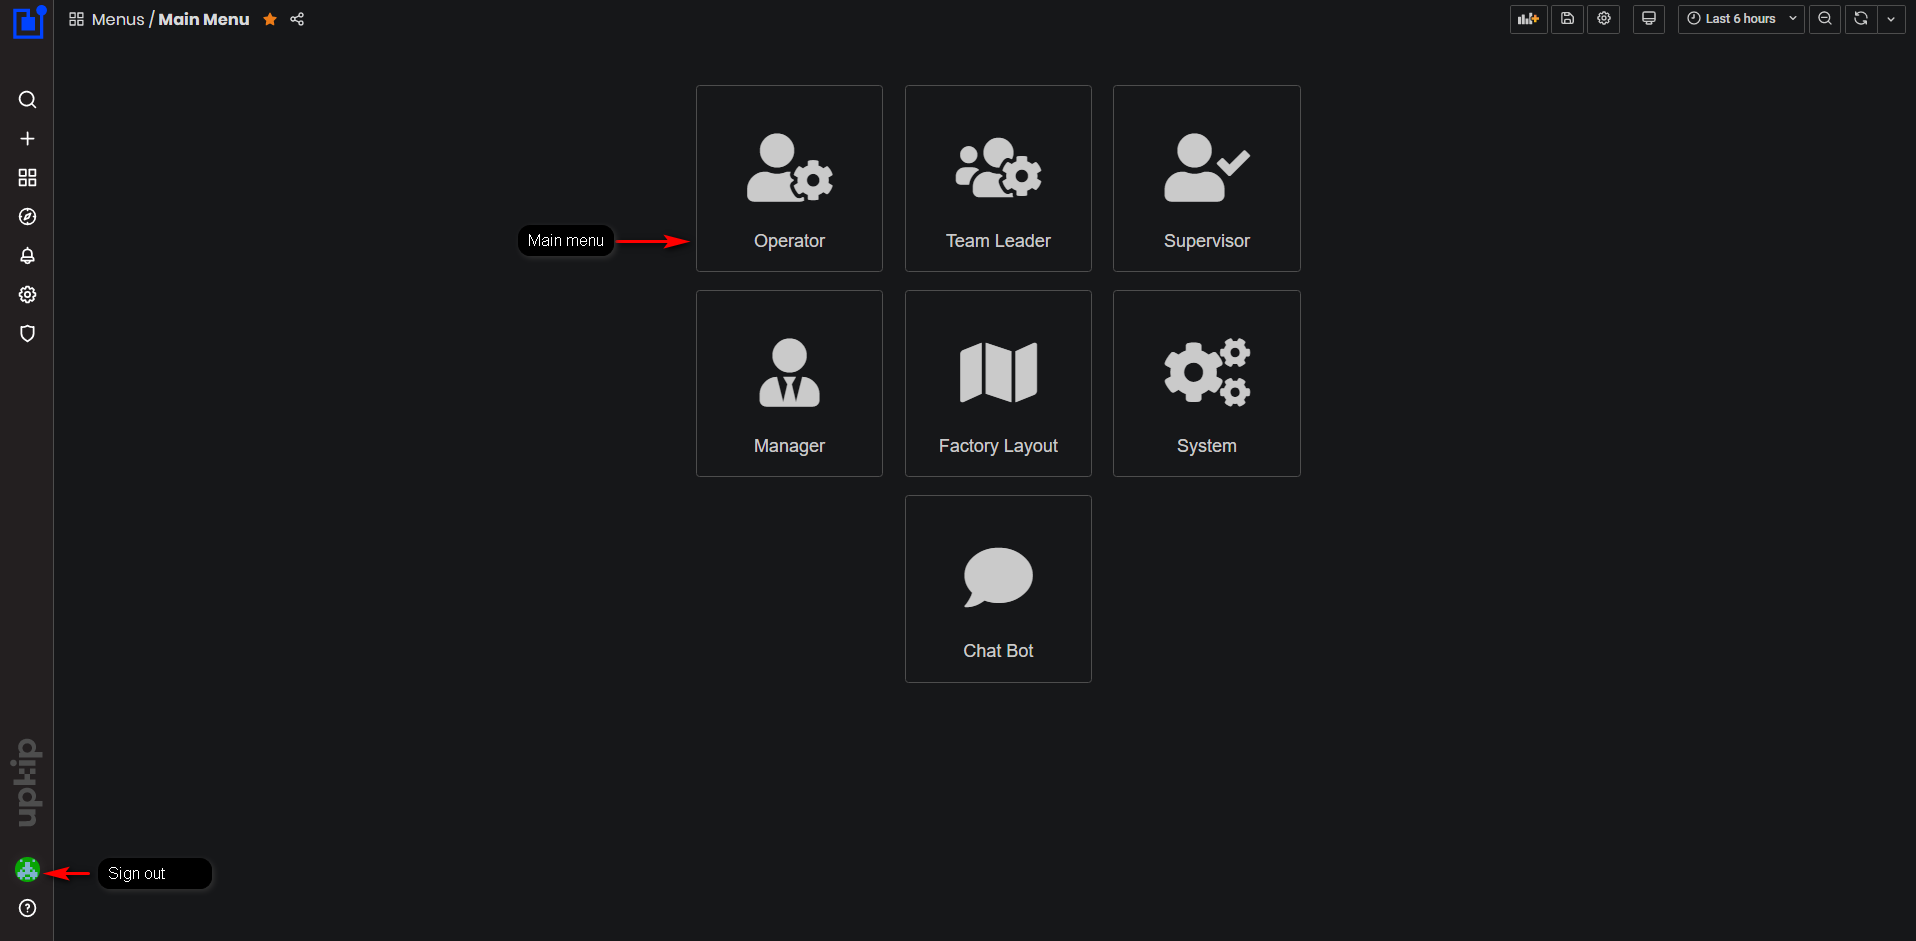 Menus / Main Menu
Last 6 hours
Operator
Team Leader
Supervisor
Main menu
Manager
Factory Layout
System
Chat Bot
upkip
Sign out